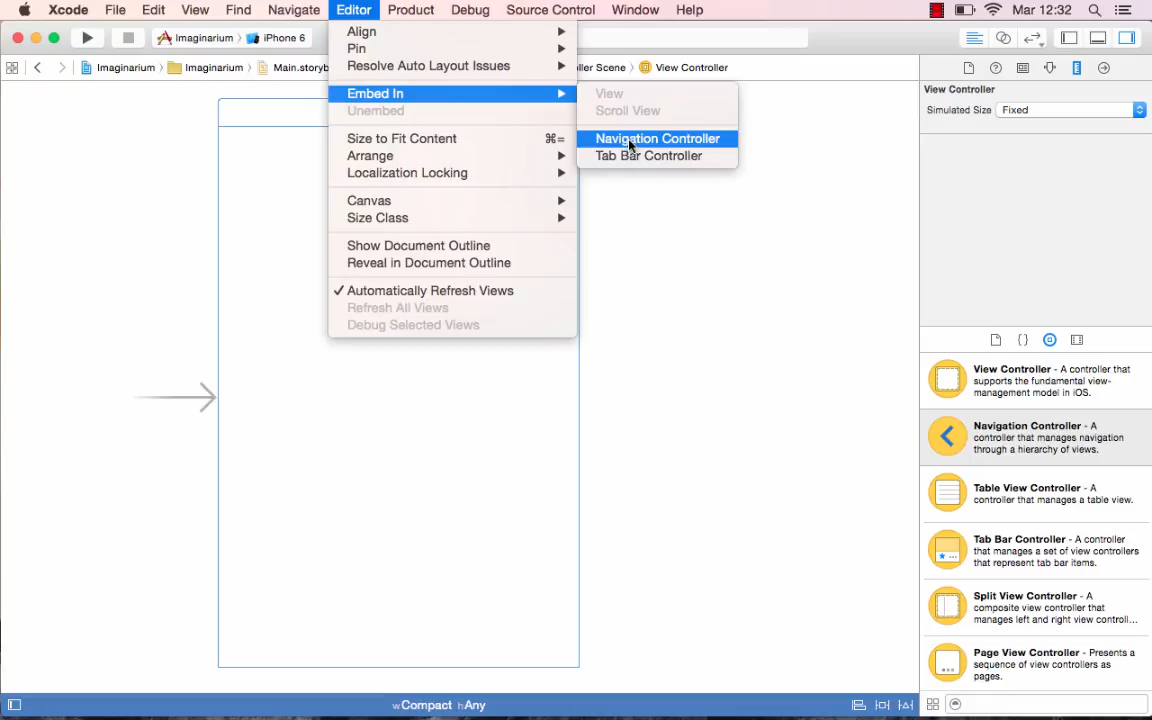 Xcode File Edit View Find Navigate Editor Product Debug Source Control Window Help Mar 12:32
Imaginarium iPhone 6
Imaginarium Imaginarium Main.storyb ller Scene View Controller
Align
Pin
Resolve Auto Layout Issues
Embed In
Unembed
Size to Fit Content ⌘=
Arrange
Localization Locking
Canvas
Size Class
Show Document Outline
Reveal in Document Outline
✓ Automatically Refresh Views
Refresh All Views
Debug Selected Views
View
Scroll View
Navigation Controller
Tab Bar Controller
View Controller
Simulated Size Fixed
View Controller - A controller that
supports the fundamental view-
management model in iOS.
Navigation Controller - A
controller that manages navigation
through a hierarchy of views.
Table View Controller - A
controller that manages a table view.
Tab Bar Controller - A controller
that manages a set of view controllers
that represent tab bar items.
Split View Controller - A
composite view controller that
manages left and right view controll...
Page View Controller - Presents a
sequence of view controllers as
pages.
wCompact hAny